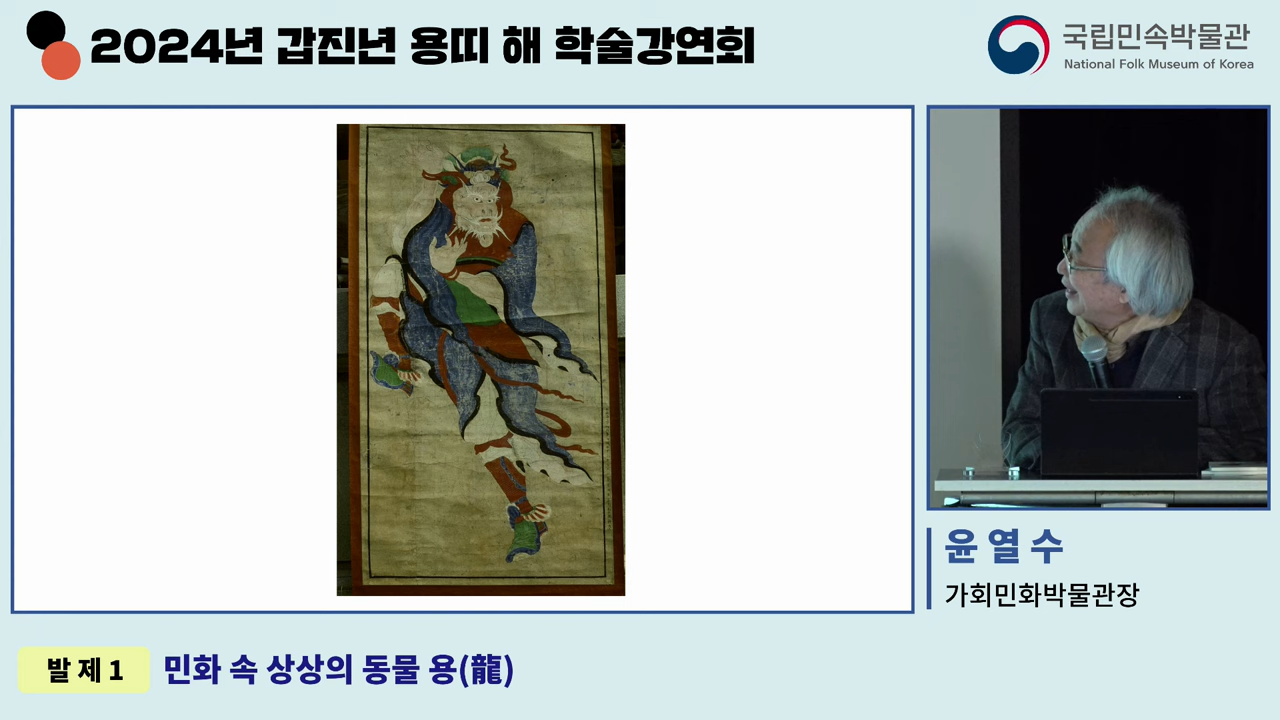 2024년 갑진년 용띠 해 학술강연회
국립민속박물관
National Folk Museum of Korea
윤열수
가회민화박물관장
발제1 민화 속 상상의 동물 용(龍)